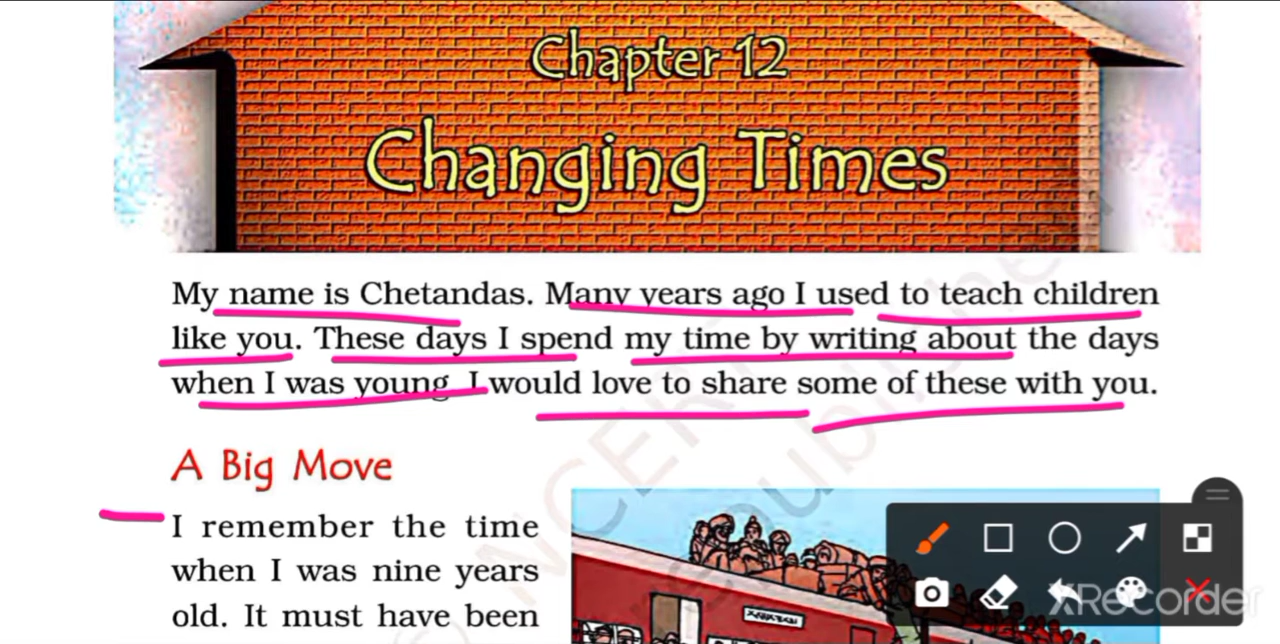 Chapter 12
Changing Times
My name is Chetandas. Many years ago I used to teach children
like you. These days I spend my time by writing about the days
when I was young. I would love to share some of these with you.
A Big Move
I remember the time
when I was nine years
old. It must have been
XRecorder